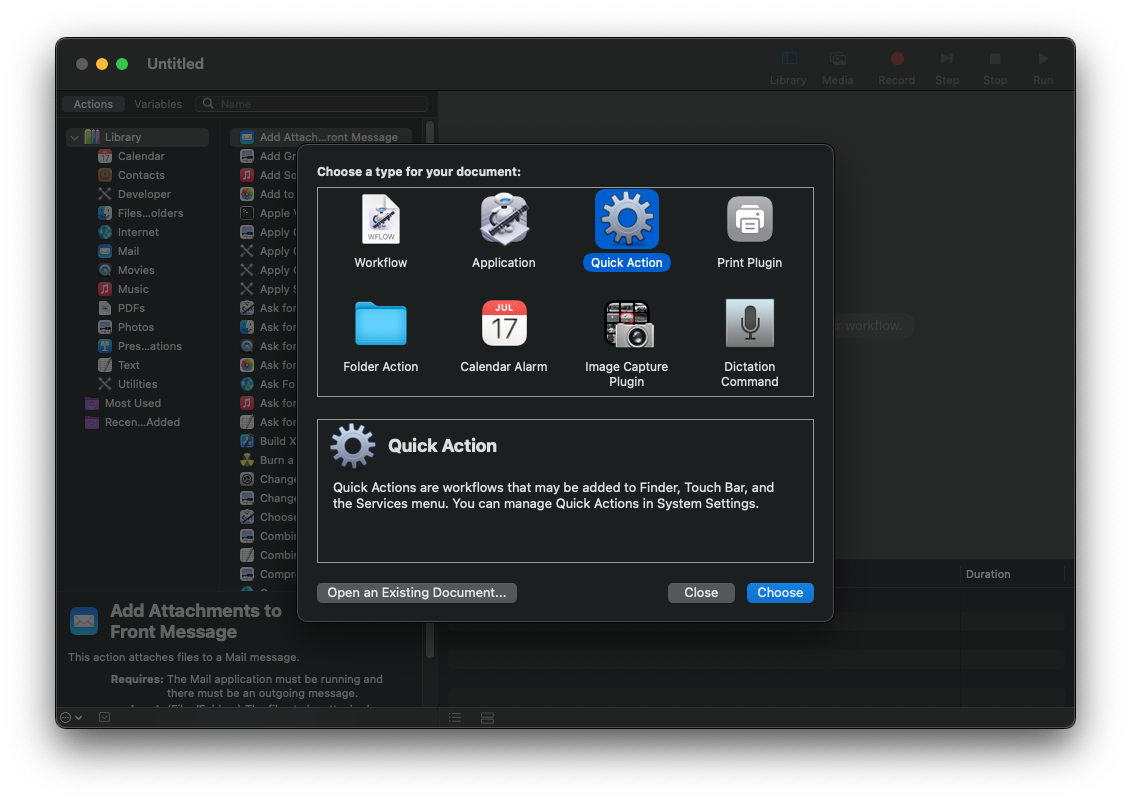 Untitled
Library
Media
Record
Step
Stop
Run
Actions
Variables
Name
Library
Calendar
Contacts
Developer
Files...olders
Internet
Mail
Movies
Music
PDFs
Photos
Pres...ations
Text
Utilities
Most Used
Recen...Added
Add Attach...ront Message
Add Gr
Add So
Add to
Apple
Apply
Apply
Apply
Apply
Ask for
Ask for
Ask for
Ask for
Ask Fo
Ask for
Ask for
Build X
Burn a
Change
Change
Choose
Combi
Combi
Compr
Choose a type for your document:
WFLOW
Workflow
Application
Quick Action
Print Plugin
Folder Action
JUL
17
Calendar Alarm
Image Capture
Plugin
Dictation
Command
r workflow.
Quick Action
Quick Actions are workflows that may be added to Finder, Touch Bar, and
the Services menu. You can manage Quick Actions in System Settings.
Open an Existing Document...
Close
Choose
Duration
Add Attachments to
Front Message
This action attaches files to a Mail message.
Requires: The Mail application must be running and
there must be an outgoing message.